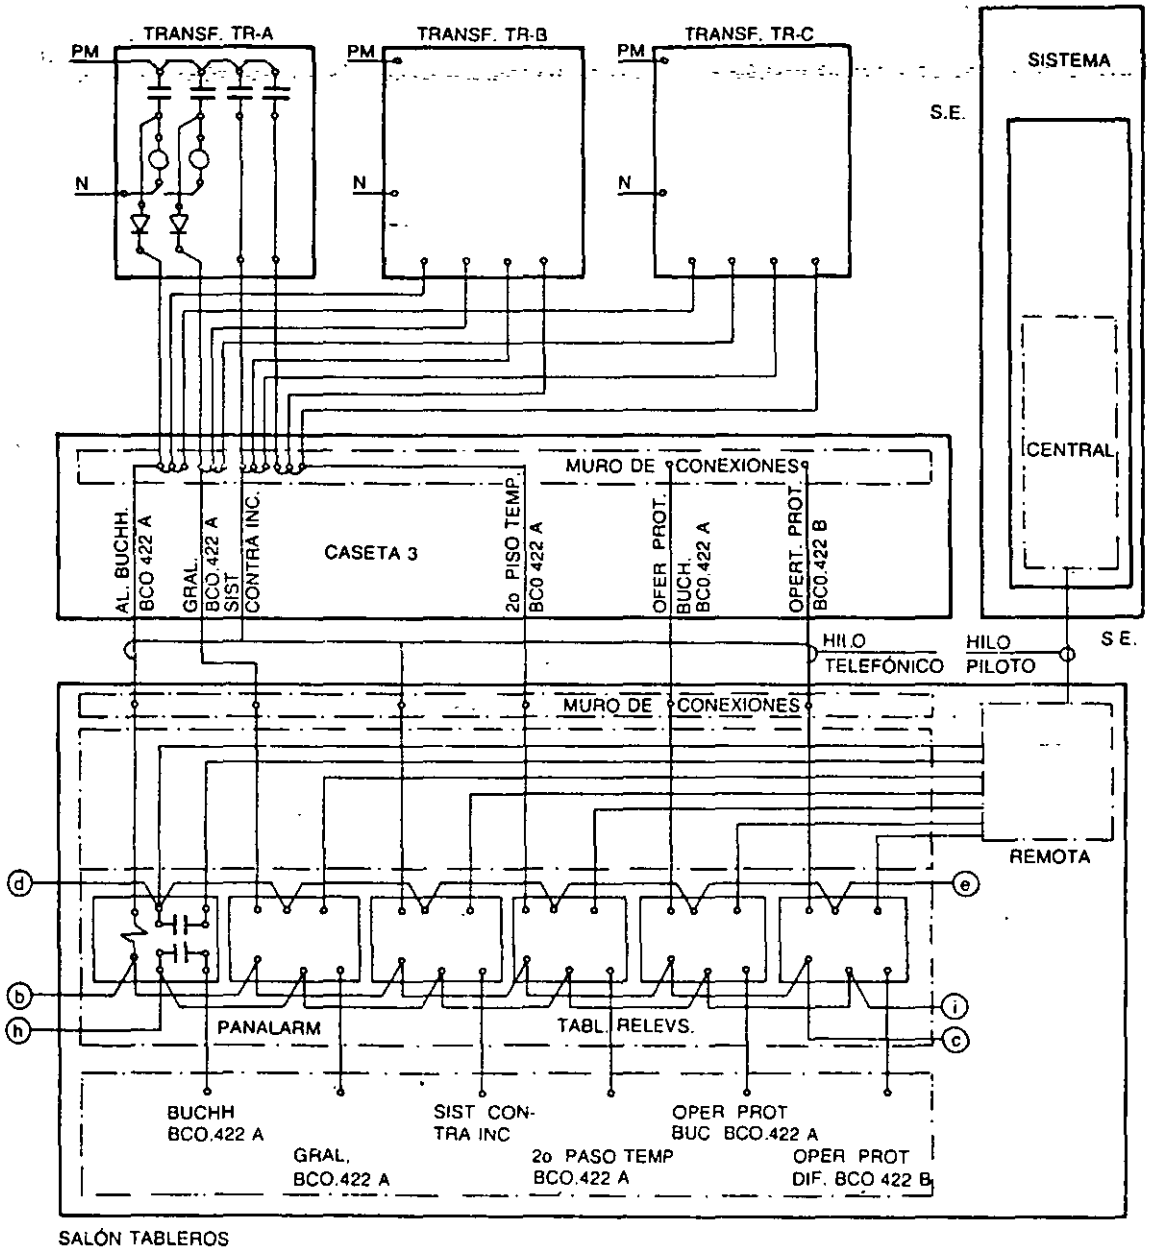 TRANSF. TR-A
TRANSF. TR-B
TRANSF. TR-C
PM
PM
PM
N
N
N
SISTEMA
S.E.
CENTRAL
MURO DE CONEXIONES
CASETA 3
AL. BUCHH.
BCO 422 A
GRAL.
BCO.422 A
SIST
CONTRA INC.
2o PISO TEMP.
BCO 422 A
OFER PROT.
BUCH.
BCO.422 A
OPERT. PROT.
BCO.422 B
HILO
TELEFÓNICO
HILO
PILOTO
S E.
MURO DE CONEXIONES
REMOTA
d
e
b
h
i
c
PANALARM
TABL. RELEVS.
BUCHH
BCO.422 A
GRAL,
BCO.422 A
SIST CON-
TRA INC
2o PASO TEMP
BCO.422 A
OPER PROT
BUC BCO.422 A
OPER PROT
DIF. BCO 422 B
SALÓN TABLEROS